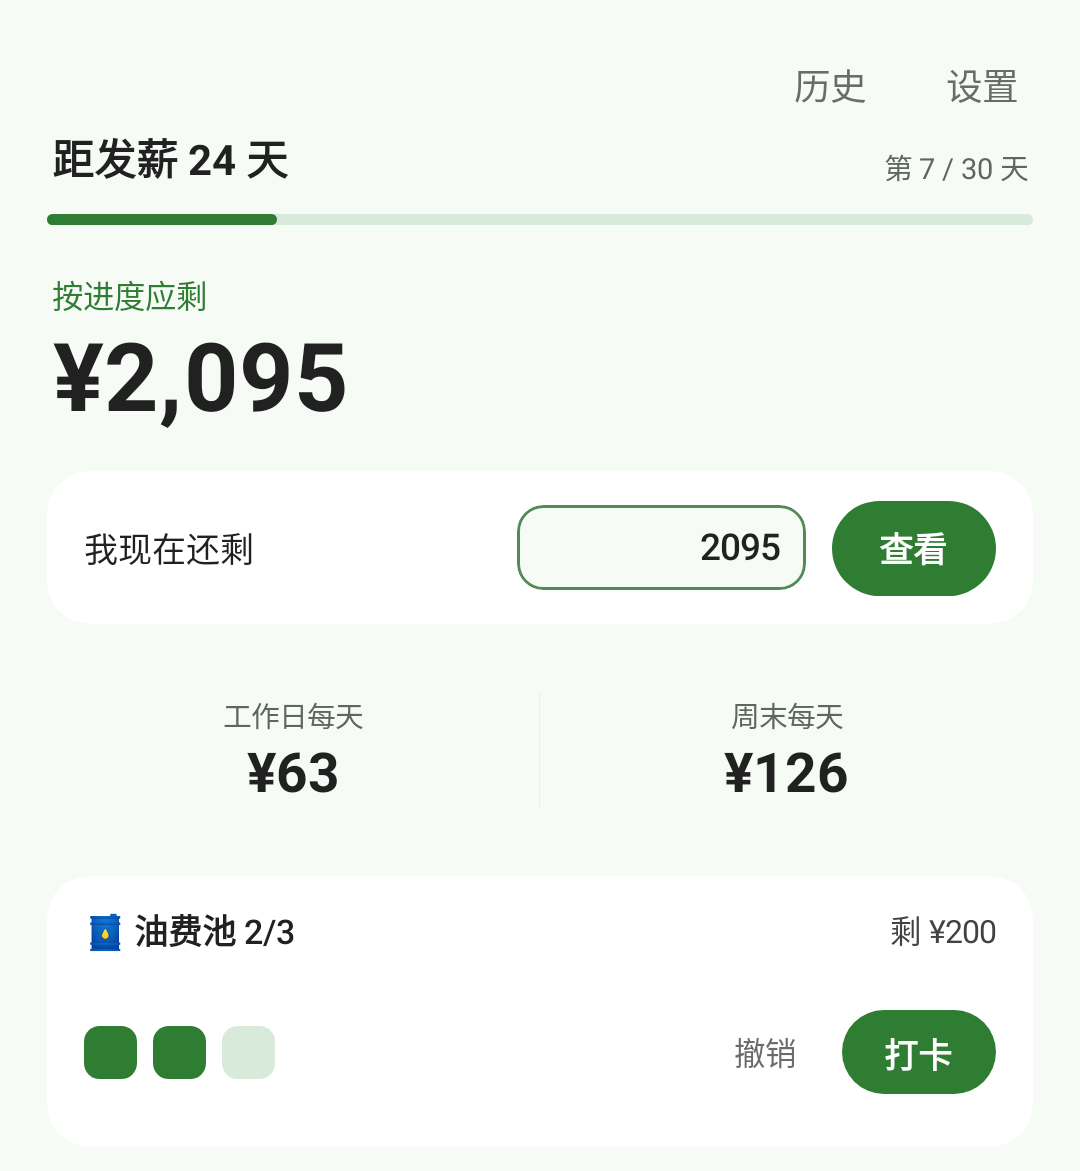 历史 设置
距发薪 24 天 第 7 / 30 天
按进度应剩
¥2,095
我现在还剩 2095 查看
工作日每天 周末每天
¥63 ¥126
油费池 2/3 剩 ¥200
撤销 打卡